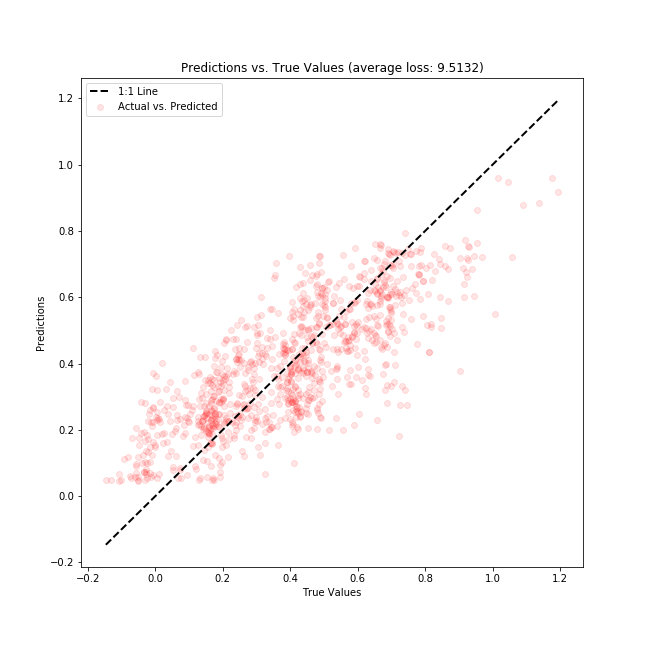 Predictions vs. True Values (average loss: 9.5132)
1:1 Line
Actual vs. Predicted
1.2
1.0
0.8
0.6
0.4
0.2
0.0
−0.2
Predictions
−0.2 0.0 0.2 0.4 0.6 0.8 1.0 1.2
True Values